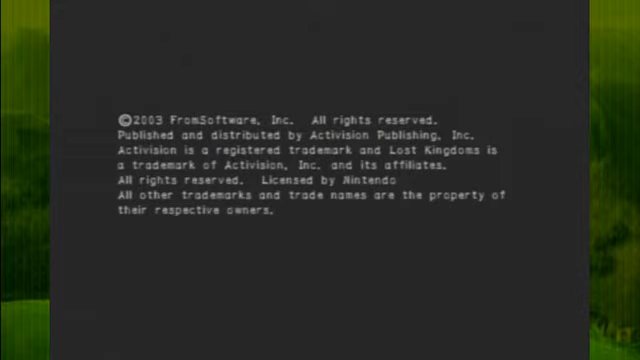 ©2003 FromSoftware, Inc. All rights reserved.
Published and distributed by Activision Publishing, Inc.
Activision is a registered trademark and Lost Kingdoms is
a trademark of Activision, Inc. and its affiliates.
All rights reserved. Licensed by Nintendo
All other trademarks and trade names are the property of
their respective owners.